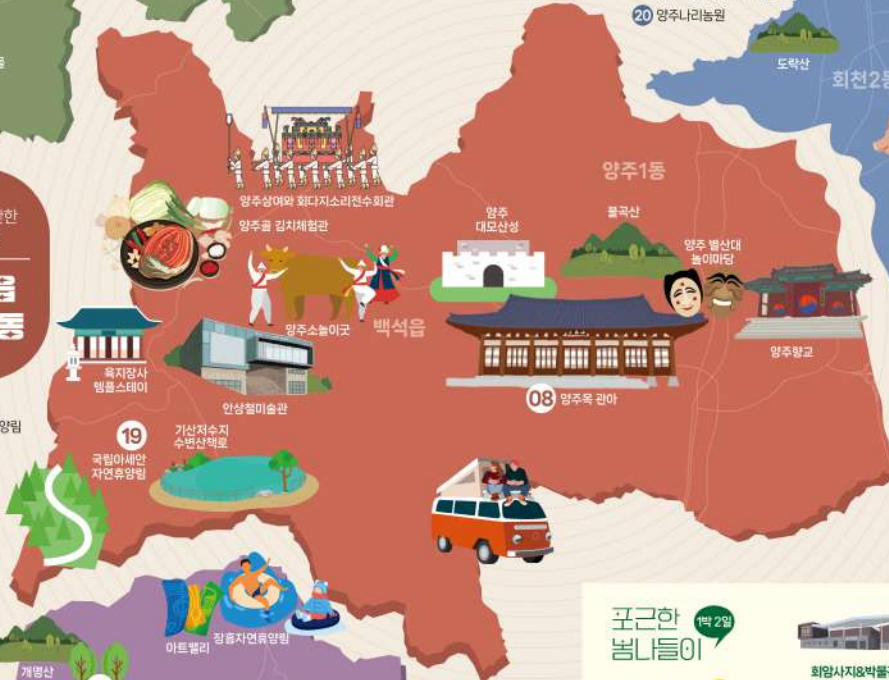 20 양주나리농원
도락산
회천2동
양주1동
양주상여와 회다지소리전수회관
양주골 김치체험관
양주
대모산성
불곡산
양주 별산대
놀이마당
읍
동
양주소놀이굿
백석읍
양주향교
육지장사
템플스테이
안상철미술관
08 양주목 관아
19
국립아세안
자연휴양림
기산저수지
수변산책로
양림
아트밸리
장흥자연휴양림
개명산
포근한
봄나들이
1박 2일
회암사지&박물